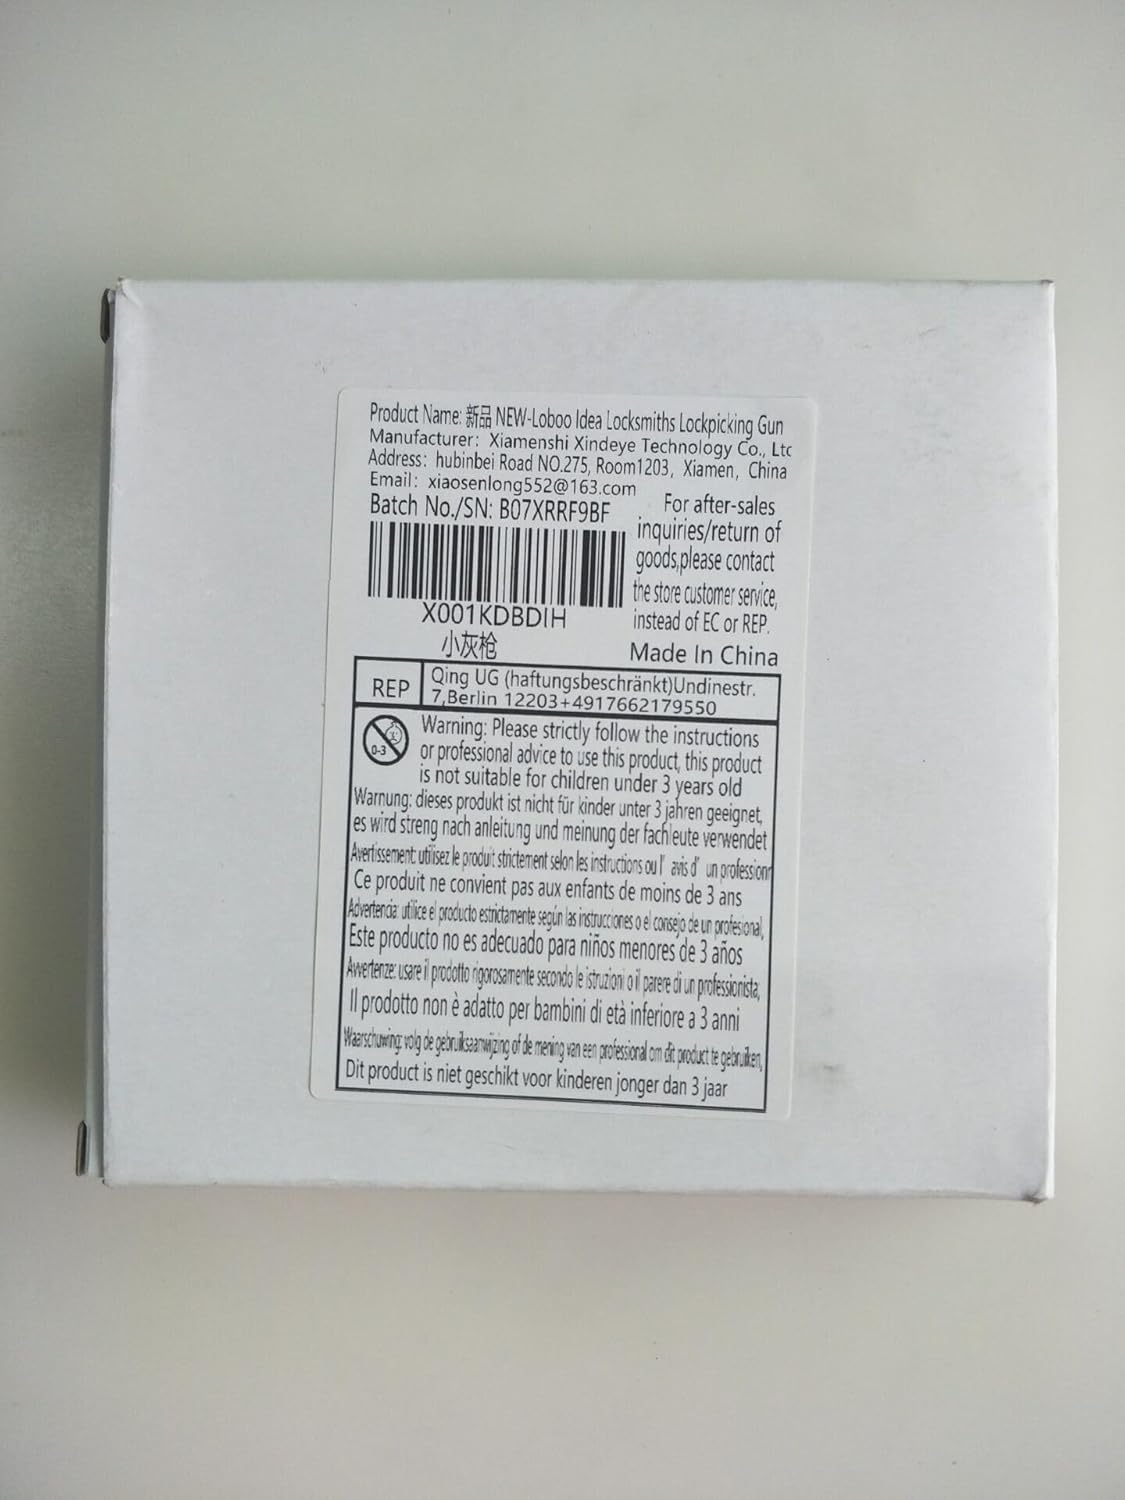 Product Name: 新品 NEW-Loboo Idea Locksmiths Lockpicking Gun
Manufacturer: Xiamenshi Xindeye Technology Co., Ltc
Address: hubinbei Road NO.275, Room1203, Xiamen, China
Email: xiaosenlong552@163.com
Batch No./SN: B07XRRF9BF
X001KDBDIH
小灰枪
For after-sales
inquiries/return of
goods,please contact
the store customer service,
instead of EC or REP.
Made In China
REP
Qing UG (haftungsbeschränkt)Undinestr.
7,Berlin 12203+4917662179550
0-3
Warning: Please strictly follow the instructions
or professional advice to use this product, this product
is not suitable for children under 3 years old
Warnung: dieses produkt ist nicht für kinder unter 3 jahren geeignet,
es wird streng nach anleitung und meinung der fachleute verwendet
Avertissement: utilisez le produit strictement selon les instructions ou l' avis d' un professionn
Ce produit ne convient pas aux enfants de moins de 3 ans
Advertencia: utilice el producto estrictamente según las instrucciones o el consejo de un profesional,
Este producto no es adecuado para niños menores de 3 años
Avvertenze: usare il prodotto rigorosamente secondo le istruzioni o il parere di un professionista;
Il prodotto non è adatto per bambini di età inferiore a 3 anni
Waarschuwing: volg de gebruiksaanwijzing of de mening van een professional om dit product te gebruiken,
Dit product is niet geschikt voor kinderen jonger dan 3 jaar